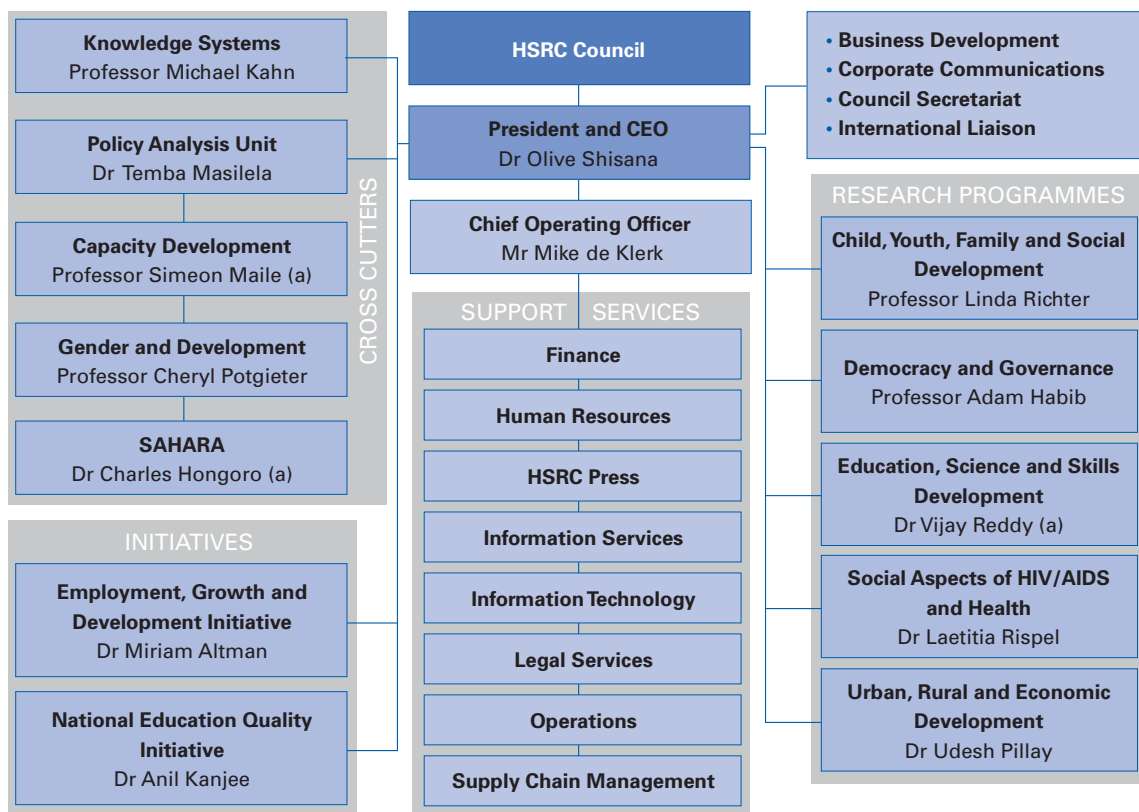 Knowledge Systems
Professor Michael Kahn
Policy Analysis Unit
Dr Temba Masilela
Capacity Development
Professor Simeon Maile (a)
Gender and Development
Professor Cheryl Potgieter
SAHARA
Dr Charles Hongoro (a)
CROSS CUTTERS
INITIATIVES
Employment, Growth and
Development Initiative
Dr Miriam Altman
National Education Quality
Initiative
Dr Anil Kanjee
HSRC Council
President and CEO
Dr Olive Shisana
Chief Operating Officer
Mr Mike de Klerk
SUPPORT SERVICES
Finance
Human Resources
HSRC Press
Information Services
Information Technology
Legal Services
Operations
Supply Chain Management
• Business Development
• Corporate Communications
• Council Secretariat
• International Liaison
RESEARCH PROGRAMMES
Child, Youth, Family and Social
Development
Professor Linda Richter
Democracy and Governance
Professor Adam Habib
Education, Science and Skills
Development
Dr Vijay Reddy (a)
Social Aspects of HIV/AIDS
and Health
Dr Laetitia Rispel
Urban, Rural and Economic
Development
Dr Udesh Pillay